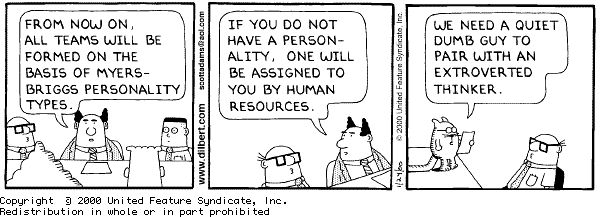 FROM NOW ON,
ALL TEAMS WILL BE
FORMED ON THE
BASIS OF MYERS-
BRIGGS PERSONALITY
TYPES.
www.dilbert.com scottadams@aol.com
IF YOU DO NOT
HAVE A PERSON-
ALITY, ONE WILL
BE ASSIGNED TO
YOU BY HUMAN
RESOURCES.
1/24/00 © 2000 United Feature Syndicate, Inc.
WE NEED A QUIET
DUMB GUY TO
PAIR WITH AN
EXTROVERTED
THINKER.
Copyright © 2000 United Feature Syndicate, Inc.
Redistribution in whole or in part prohibited